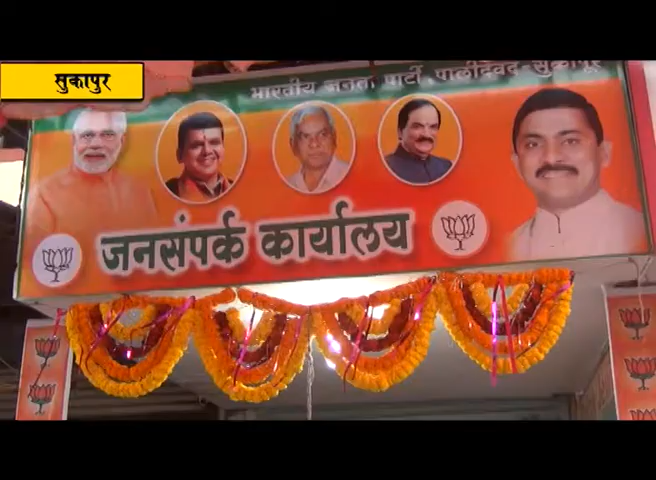 सुकापुर
भारतीय जनता पार्टी, पालीदेवद - सुकापूर
जनसंपर्क कार्यालय